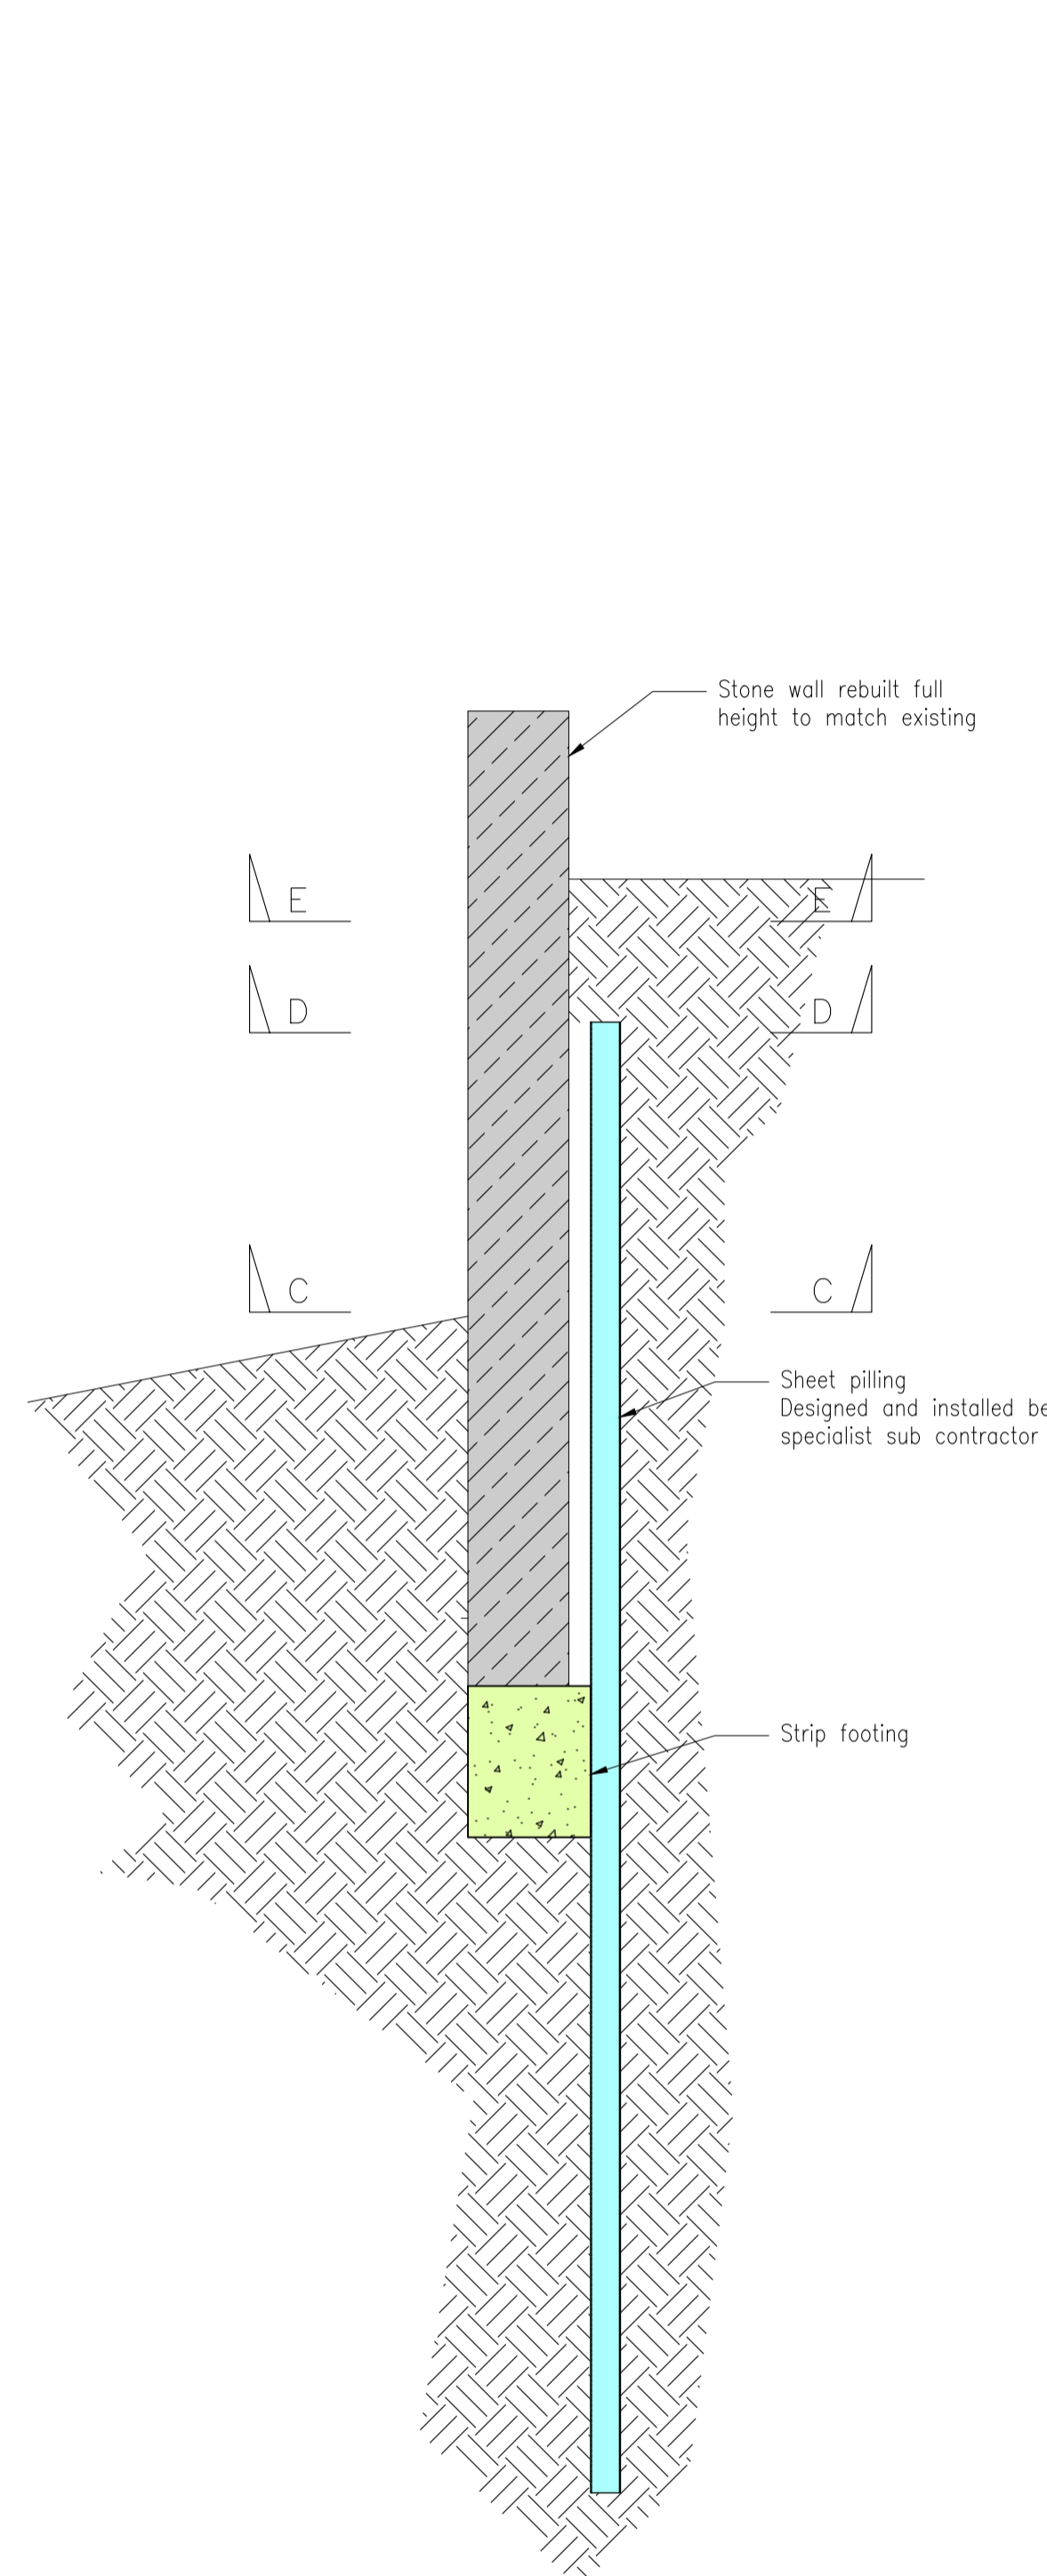 Stone wall rebuilt full
height to match existing
E E
D D
C C
Sheet pilling
Designed and installed be
specialist sub contractor
Strip footing